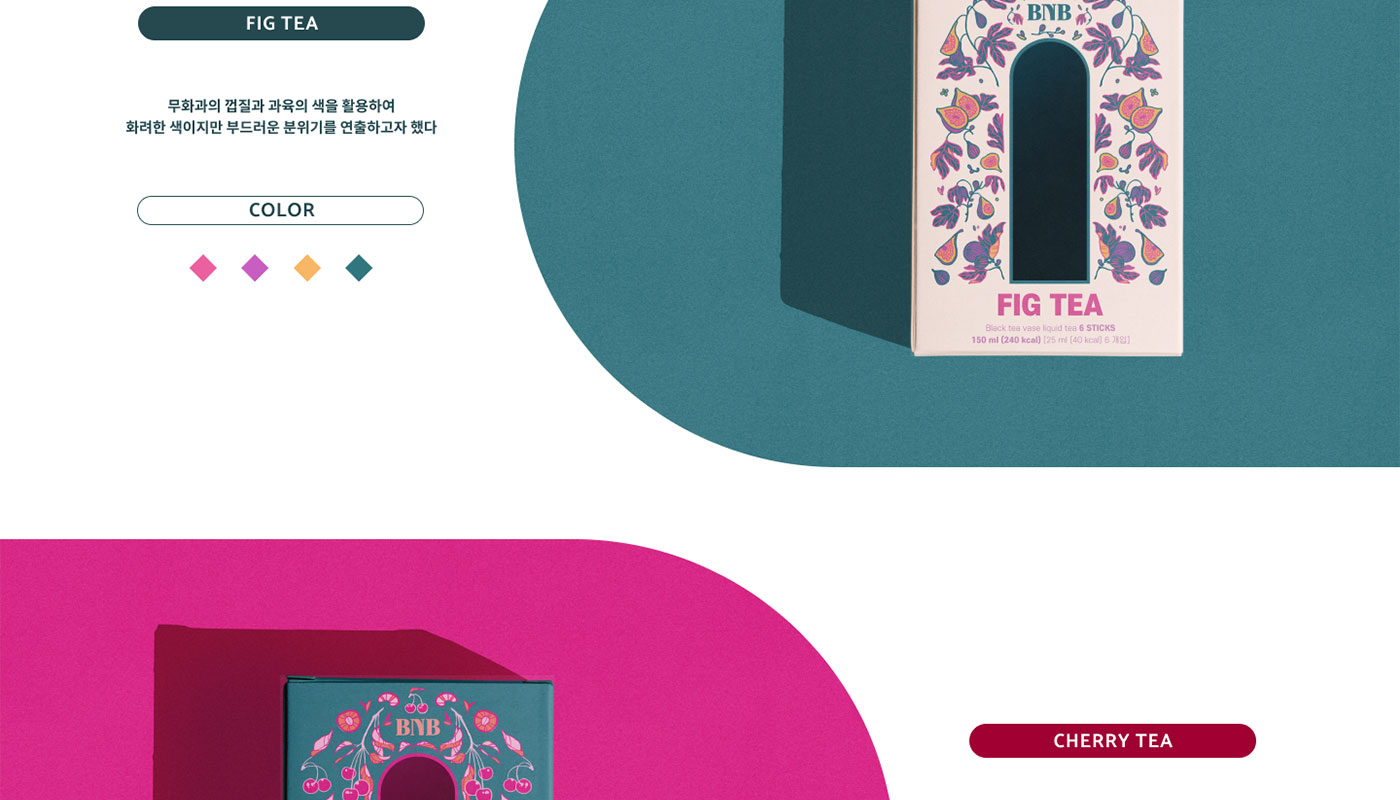 FIG TEA
무화과의 껍질과 과육의 색을 활용하여
화려한 색이지만 부드러운 분위기를 연출하고자 했다
COLOR
BNB
FIG TEA
Black tea vase liquid tea 6 STICKS
150 ml (240 kcal) [25 ml (40 kcal) 6 개입]
BNB
CHERRY TEA